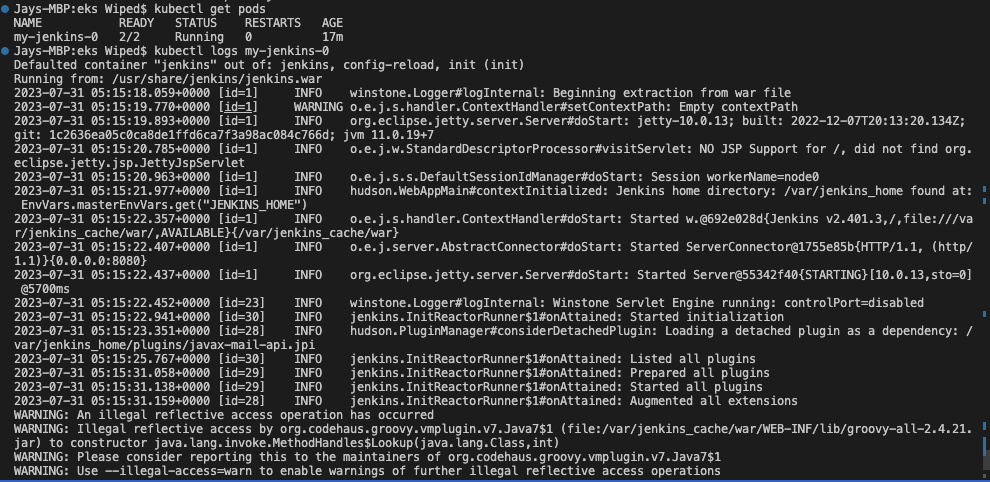 Jays-MBP:eks Wiped$ kubectl get pods
NAME           READY   STATUS    RESTARTS   AGE
my-jenkins-0   2/2     Running   0          17m
Jays-MBP:eks Wiped$ kubectl logs my-jenkins-0
Defaulted container "jenkins" out of: jenkins, config-reload, init (init)
Running from: /usr/share/jenkins/jenkins.war
2023-07-31 05:15:18.059+0000 [id=1]     INFO    winstone.Logger#logInternal: Beginning extraction from war file
2023-07-31 05:15:19.770+0000 [id=1]     WARNING o.e.j.s.handler.ContextHandler#setContextPath: Empty contextPath
2023-07-31 05:15:19.893+0000 [id=1]     INFO    org.eclipse.jetty.server.Server#doStart: jetty-10.0.13; built: 2022-12-07T20:13:20.134Z;
git: 1c2636ea05c0ca8de1ffd6ca7f3a98ac084c766d; jvm 11.0.19+7
2023-07-31 05:15:20.785+0000 [id=1]     INFO    o.e.j.w.StandardDescriptorProcessor#visitServlet: NO JSP Support for /, did not find org.
eclipse.jetty.jsp.JettyJspServlet
2023-07-31 05:15:20.963+0000 [id=1]     INFO    o.e.j.s.s.DefaultSessionIdManager#doStart: Session workerName=node0
2023-07-31 05:15:21.977+0000 [id=1]     INFO    hudson.WebAppMain#contextInitialized: Jenkins home directory: /var/jenkins_home found at:
 EnvVars.masterEnvVars.get("JENKINS_HOME")
2023-07-31 05:15:22.357+0000 [id=1]     INFO    o.e.j.s.handler.ContextHandler#doStart: Started w.@692e028d{Jenkins v2.401.3,/,file:///va
r/jenkins_cache/war/,AVAILABLE}{/var/jenkins_cache/war}
2023-07-31 05:15:22.407+0000 [id=1]     INFO    o.e.j.server.AbstractConnector#doStart: Started ServerConnector@1755e85b{HTTP/1.1, (http/
1.1)}{0.0.0.0:8080}
2023-07-31 05:15:22.437+0000 [id=1]     INFO    org.eclipse.jetty.server.Server#doStart: Started Server@55342f40{STARTING}[10.0.13,sto=0]
 @5700ms
2023-07-31 05:15:22.452+0000 [id=23]    INFO    winstone.Logger#logInternal: Winstone Servlet Engine running: controlPort=disabled
2023-07-31 05:15:22.941+0000 [id=30]    INFO    jenkins.InitReactorRunner$1#onAttained: Started initialization
2023-07-31 05:15:23.351+0000 [id=28]    INFO    hudson.PluginManager#considerDetachedPlugin: Loading a detached plugin as a dependency: /
var/jenkins_home/plugins/javax-mail-api.jpi
2023-07-31 05:15:25.767+0000 [id=30]    INFO    jenkins.InitReactorRunner$1#onAttained: Listed all plugins
2023-07-31 05:15:31.058+0000 [id=29]    INFO    jenkins.InitReactorRunner$1#onAttained: Prepared all plugins
2023-07-31 05:15:31.138+0000 [id=29]    INFO    jenkins.InitReactorRunner$1#onAttained: Started all plugins
2023-07-31 05:15:31.159+0000 [id=28]    INFO    jenkins.InitReactorRunner$1#onAttained: Augmented all extensions
WARNING: An illegal reflective access operation has occurred
WARNING: Illegal reflective access by org.codehaus.groovy.vmplugin.v7.Java7$1 (file:/var/jenkins_cache/war/WEB-INF/lib/groovy-all-2.4.21.
jar) to constructor java.lang.invoke.MethodHandles$Lookup(java.lang.Class,int)
WARNING: Please consider reporting this to the maintainers of org.codehaus.groovy.vmplugin.v7.Java7$1
WARNING: Use --illegal-access=warn to enable warnings of further illegal reflective access operations